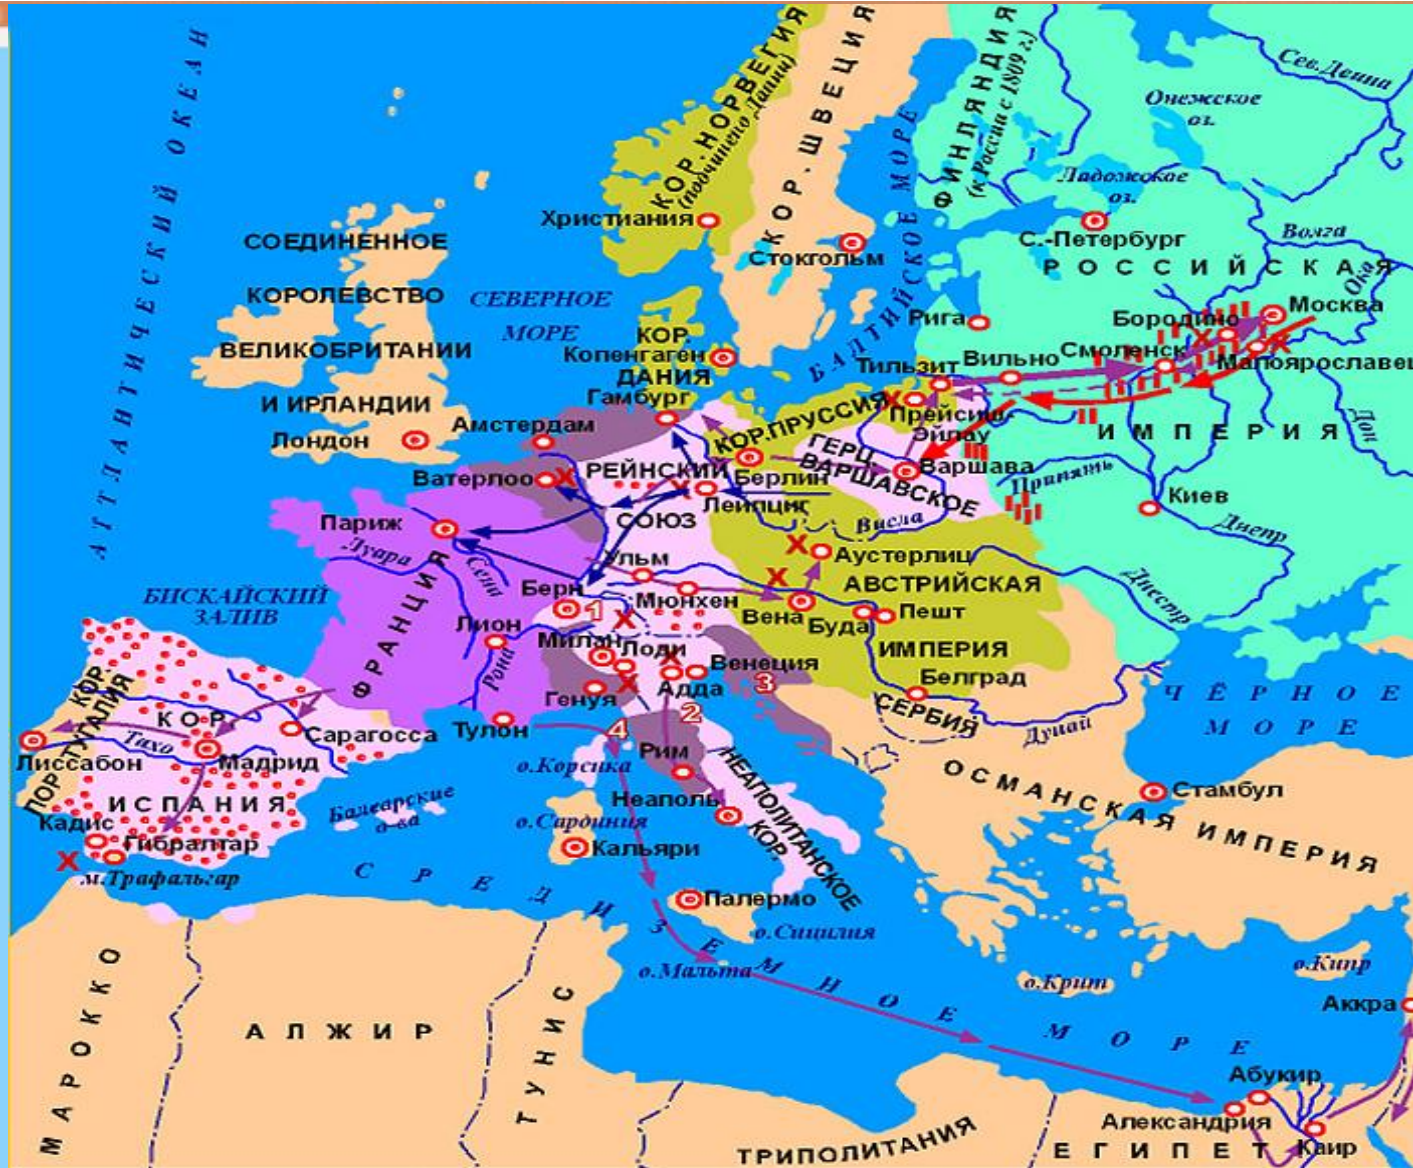 АТТЛАНТИЧЕСКИЙ ОКЕАН
КОР. НОРВЕГИЯ
(подчинено Дании)
КОР. ШВЕЦИЯ
ФИНЛЯНДИЯ
(к России с 1809 г.)
Сев.Двина
Онежское
оз.
Ладожское
оз.
Христиания
Стокгольм
С.-Петербург
Волга
Ока
РОССИЙСКАЯ
СОЕДИНЕННОЕ
КОРОЛЕВСТВО
ВЕЛИКОБРИТАНИИ
И ИРЛАНДИИ
Лондон
СЕВЕРНОЕ
МОРЕ
БАЛТИЙСКОЕ МОРЕ
КОР.
Копенгаген
ДАНИЯ
Гамбург
Рига
Москва
Бородино
Тильзит
Вильно
Смоленск
Малоярославец
Прейсиш-
Эйлау
ИМПЕРИЯ
Дон
Амстердам
Ватерлоо
РЕЙНСКИЙ
СОЮЗ
КОР.ПРУССИЯ
Берлин
Лейпциг
ГЕРЦ.
ВАРШАВСКОЕ
Варшава
Припять
Киев
Днепр
Висла
Париж
Луара
Сена
ФРАНЦИЯ
Ульм
Аустерлиц
АВСТРИЙСКАЯ
Днестр
БИСКАЙСКИЙ
ЗАЛИВ
Берн
1
Мюнхен
Вена
Буда
Пешт
Лион
Милан
Лоди
Венеция
ИМПЕРИЯ
Рона
Генуя
Адда
3
Белград
2
СЕРБИЯ
Дунай
ЧЁРНОЕ
МОРЕ
КОР.
ПОРТУГАЛИЯ
КОР.
Тахо
Лиссабон
Мадрид
Сарагосса
ИСПАНИЯ
Тулон
4
о.Корсика
Рим
Неаполь
НЕАПОЛИТАНСКОЕ
КОР.
ОСМАНСКАЯ ИМПЕРИЯ
Стамбул
Балеарские
о-ва
Кадис
Гибралтар
м.Трафальгар
о.Сардиния
Кальяри
Палермо
о.Сицилия
СРЕДИЗЕМНОЕ МОРЕ
о.Мальта
о.Крит
о.Кипр
Аккра
МАРОККО
АЛЖИР
ТУНИС
Абукир
Александрия
ТРИПОЛИТАНИЯ
ЕГИПЕТ
Каир